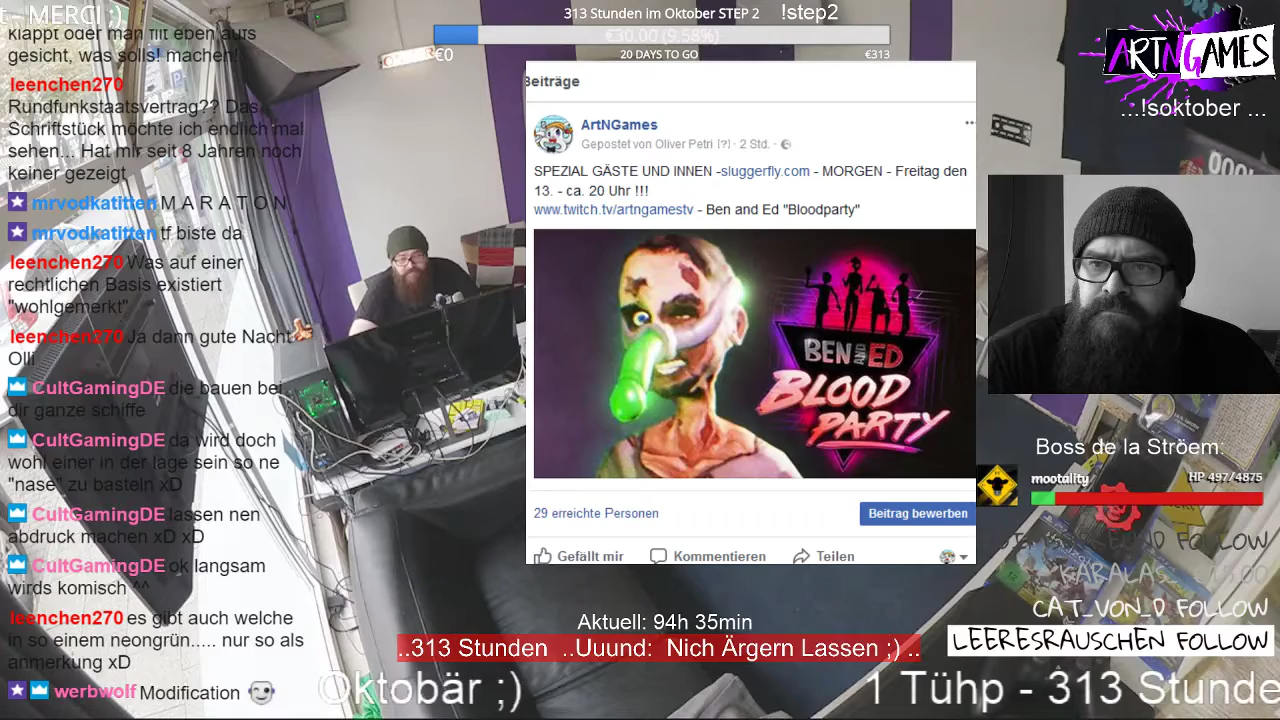 t - MERCI ;)
klappt oder man fillt eben aufs
gesicht, was solls! machen!
leenchen270
Rundfunkstaatsvertrag?? Das
Schriftstück möchte ich endlich mal
sehen... Hat mir seit 8 Jahren noch
keiner gezeigt
mrvodkatitten M A R A T O N
mrvodkatitten tf biste da
leenchen270 Was auf einer
rechtlichen Basis existiert
"wohlgemerkt"
leenchen270 Ja dann gute Nacht
Olli
CultGamingDE die bauen bei
dir ganze schiffe
CultGamingDE da wird doch
wohl einer in der lage sein so ne
"nase" zu basteln xD
CultGamingDE lassen nen
abdruck machen xD xD
CultGamingDE ok langsam
wirds komisch ^^
leenchen270 es gibt auch welche
in so einem neongrün..... nur so als
anmerkung xD
werbwolf Modification
313 Stunden im Oktober STEP 2 !step2
€30.00 (9.58%)
€0 20 DAYS TO GO €313
Beiträge
ArtNGames
Gepostet von Oliver Petri [?] · 2 Std. ·
SPEZIAL GÄSTE UND INNEN -sluggerfly.com - MORGEN - Freitag den
13. - ca. 20 Uhr !!!
www.twitch.tv/artngamestv - Ben and Ed "Bloodparty"
BEN AND ED
BLOOD
PARTY
29 erreichte Personen
Beitrag bewerben
Gefällt mir Kommentieren Teilen
ARTNGAMES
...!soktober ...
Boss de la Ströem:
mootality HP 497/4875
FOLLOW
KARALAS
CAT_VON_D FOLLOW
LEERESRAUSCHEN FOLLOW
Aktuell: 94h 35min
..313 Stunden ..Uuund: Nich Ärgern Lassen ;) ..
Oktobär ;) 1 Tühp - 313 Stunde